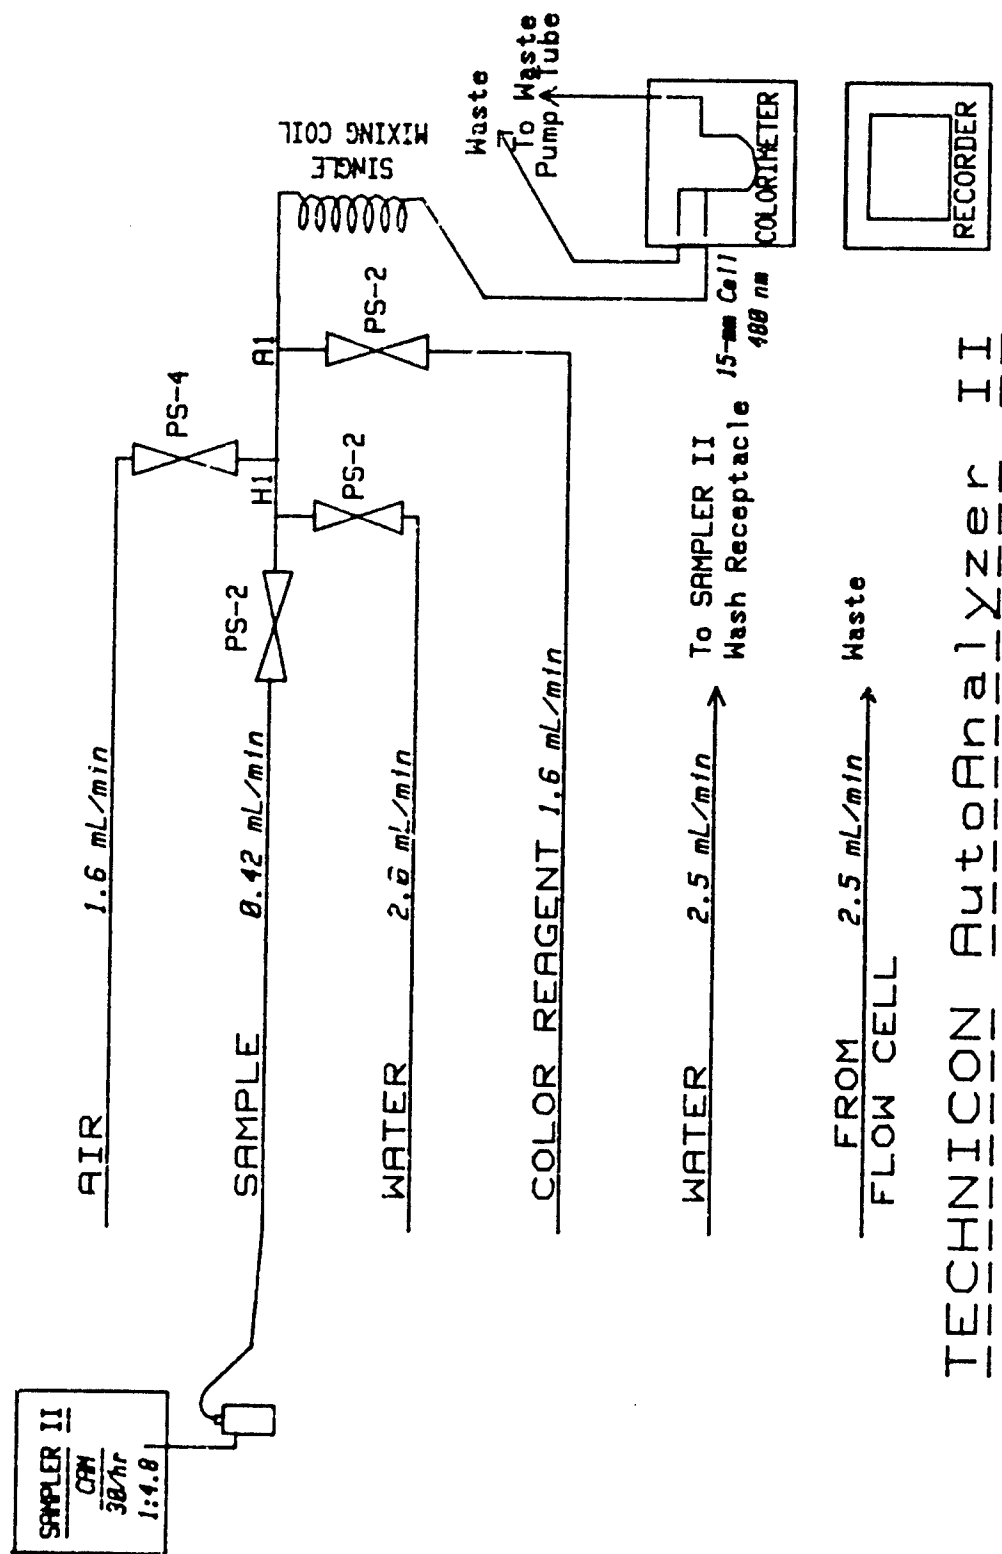 SAMPLER II
CAM
30/hr
1:4.0
AIR 1.6 mL/min
PS-4
SAMPLE 0.42 mL/min
PS-2
H1
A1
WATER mL/min
PS-2
PS-2
SINGLE
MIXING COIL
COLOR REAGENT 1.6 mL/min
Waste
To Waste
Pump Tube
WATER 2.5 mL/min
To SAMPLER II
Wash Receptacle
15-mm Cell
480 nm
COLORIMETER
FROM
FLOW CELL
2.5 mL/min
Waste
RECORDER
TECHNICON AutoAnalyzer II